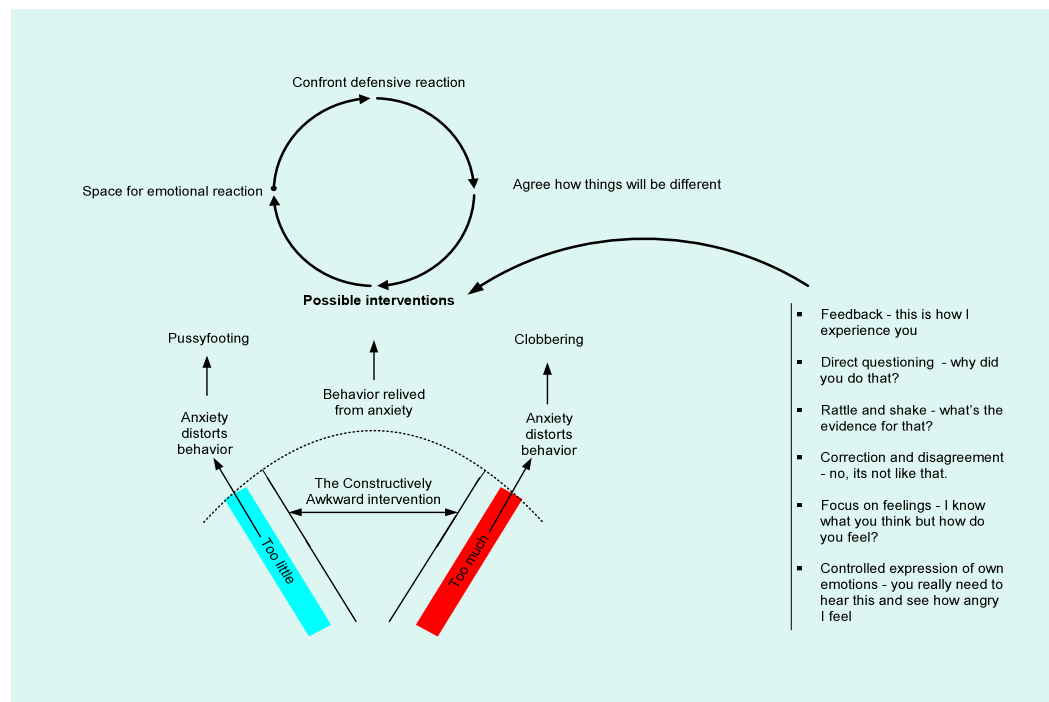 Confront defensive reaction
Space for emotional reaction
Agree how things will be different
Possible interventions
Pussyfooting
Clobbering
Behavior relived
from anxiety
Anxiety
distorts
behavior
Anxiety
distorts
behavior
The Constructively
Awkward intervention
Too little
Too much
▪ Feedback - this is how I
experience you
▪ Direct questioning - why did
you do that?
▪ Rattle and shake - what's the
evidence for that?
▪ Correction and disagreement
- no, its not like that.
▪ Focus on feelings - I know
what you think but how do
you feel?
▪ Controlled expression of own
emotions - you really need to
hear this and see how angry
I feel